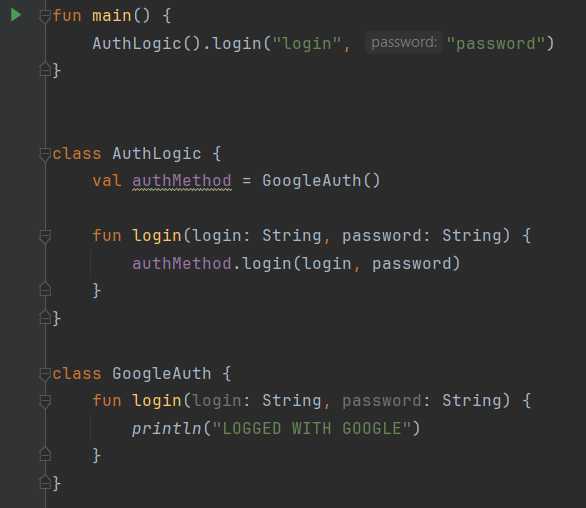 fun main() {
    AuthLogic().login("login", password: "password")
}
class AuthLogic {
    val authMethod = GoogleAuth()
    fun login(login: String, password: String) {
        authMethod.login(login, password)
    }
}
class GoogleAuth {
    fun login(login: String, password: String) {
        println("LOGGED WITH GOOGLE")
    }
}